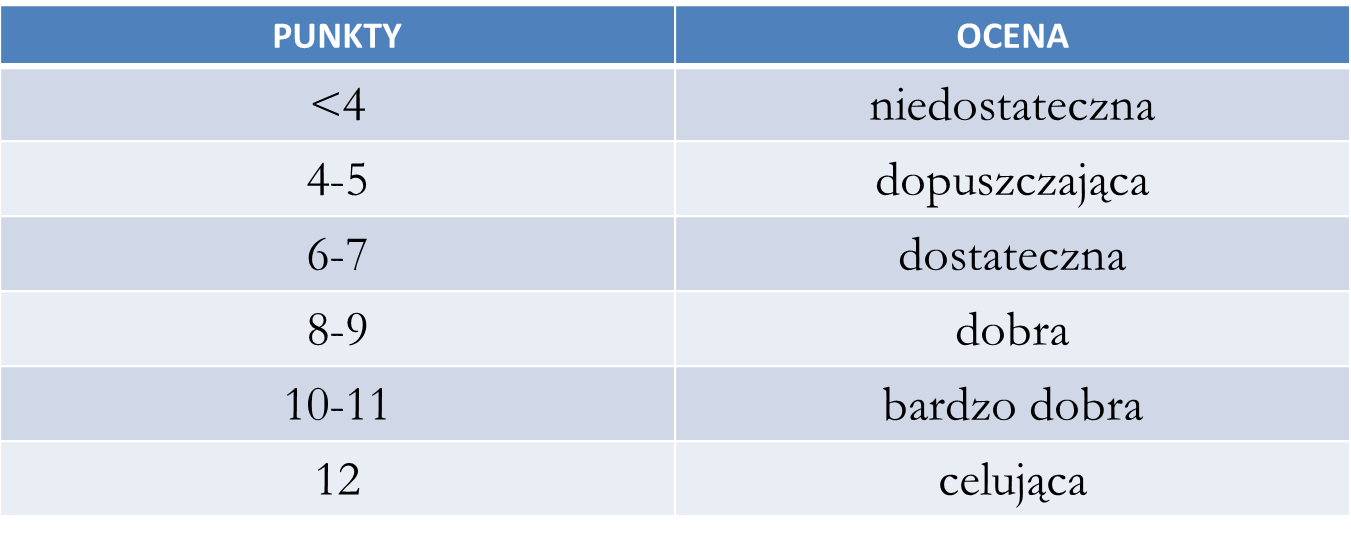 PUNKTY OCENA
<4 niedostateczna
4-5 dopuszczająca
6-7 dostateczna
8-9 dobra
10-11 bardzo dobra
12 celująca